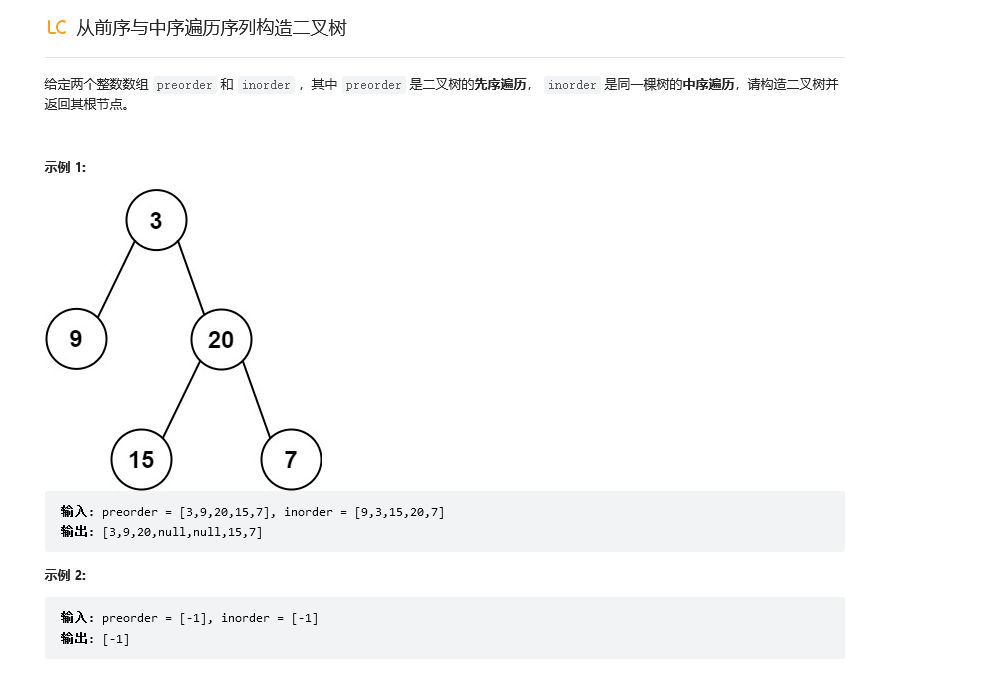 LC 从前序与中序遍历序列构造二叉树
给定两个整数数组 preorder 和 inorder ，其中 preorder 是二叉树的先序遍历， inorder 是同一棵树的中序遍历，请构造二叉树并
返回其根节点。
示例 1:
3
9 20
15 7
输入: preorder = [3,9,20,15,7], inorder = [9,3,15,20,7]
输出: [3,9,20,null,null,15,7]
示例 2:
输入: preorder = [-1], inorder = [-1]
输出: [-1]